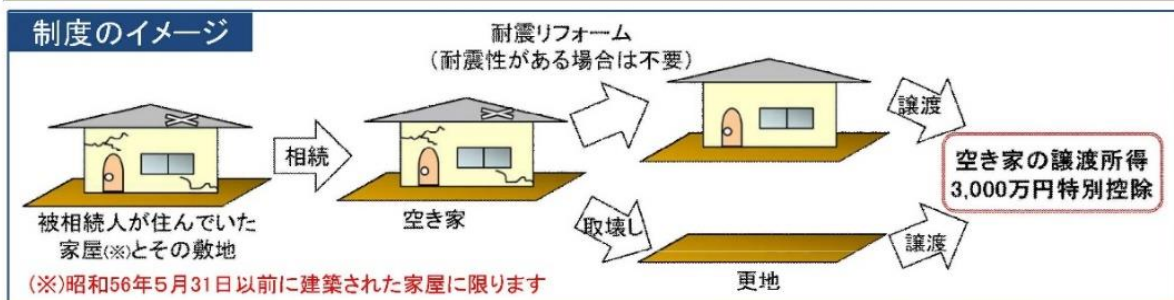 制度のイメージ
耐震リフォーム
(耐震性がある場合は不要)
相続
譲渡
空き家の譲渡所得
3,000万円特別控除
被相続人が住んでいた
家屋(※)とその敷地
空き家
取壊し
譲渡
更地
(※)昭和56年5月31日以前に建築された家屋に限ります